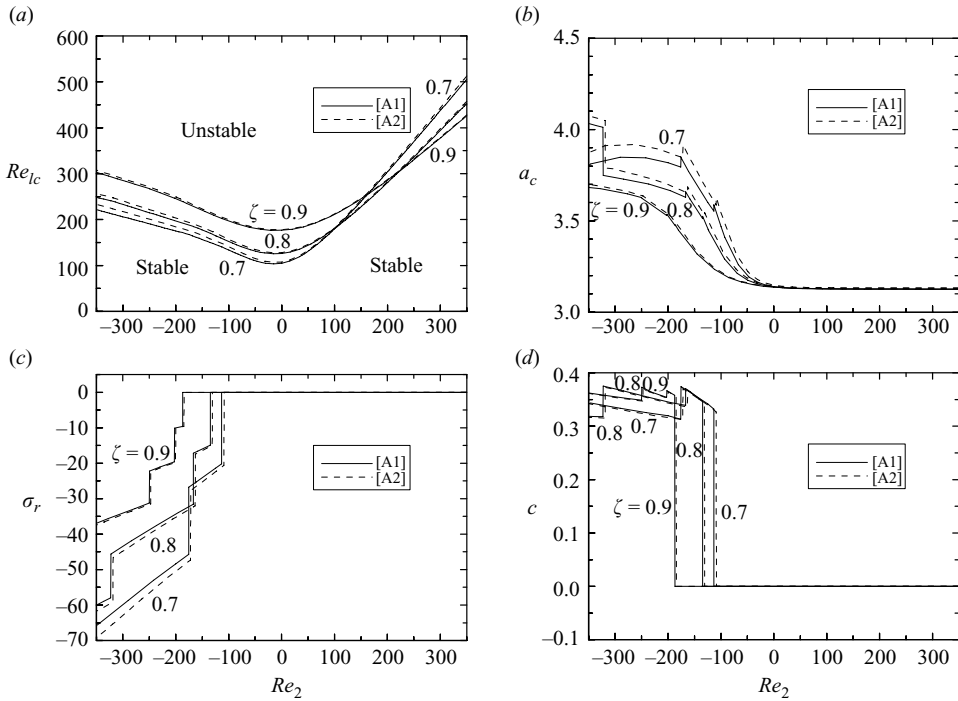 (a)
600
500
400
300
200
100
0
Re1c
–300 –200 –100 0 100 200 300
[A1]
[A2]
Unstable
Stable
Stable
0.7
0.9
ζ = 0.9
0.8
0.7
(b)
4.5
4.0
3.5
3.0
ac
–300 –200 –100 0 100 200 300
[A1]
[A2]
0.7
ζ = 0.9
0.8
(c)
0
–10
–20
–30
–40
–50
–60
–70
σr
–300 –200 –100 0 100 200 300
Re2
[A1]
[A2]
ζ = 0.9
0.8
0.7
(d)
0.4
0.3
0.2
0.1
0.0
–0.1
c
–300 –200 –100 0 100 200 300
Re2
[A1]
[A2]
0.8 0.9
0.8
0.7
0.8
ζ = 0.9
0.7